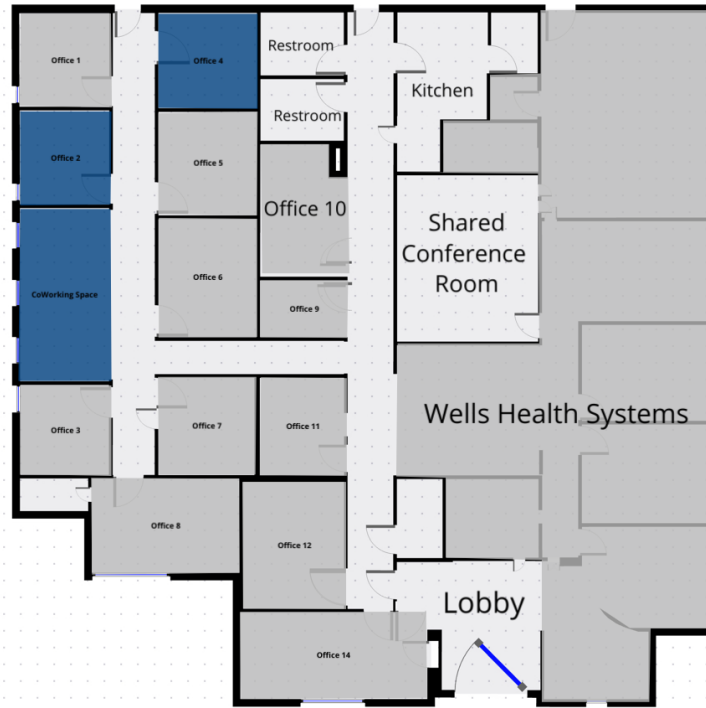 Office 1
Office 4
Restroom
Restroom
Kitchen
Office 2
Office 5
Office 10
Shared
Conference
Room
CoWorking Space
Office 6
Office 9
Office 3
Office 7
Office 11
Wells Health Systems
Office 8
Office 12
Lobby
Office 14